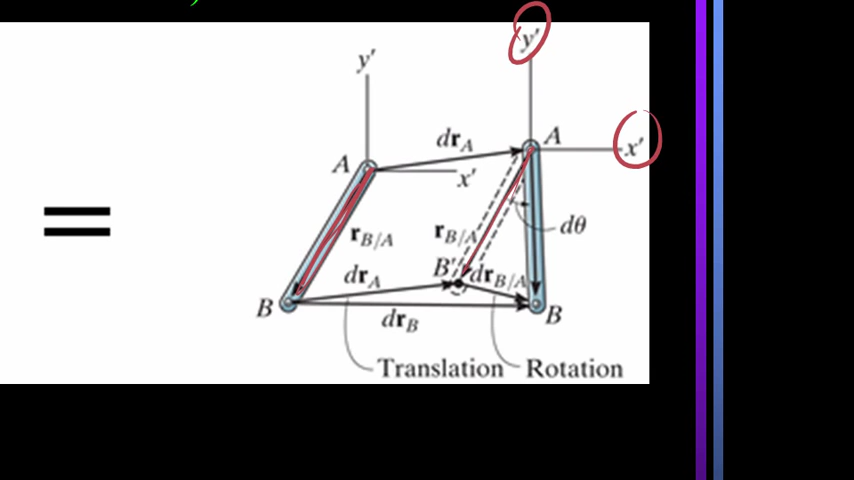 y′
y′
dr_A
A
x′
A
x′
r_B/A
r_B/A
dθ
B′
dr_B/A
dr_A
B
dr_B
B
Translation
Rotation
=